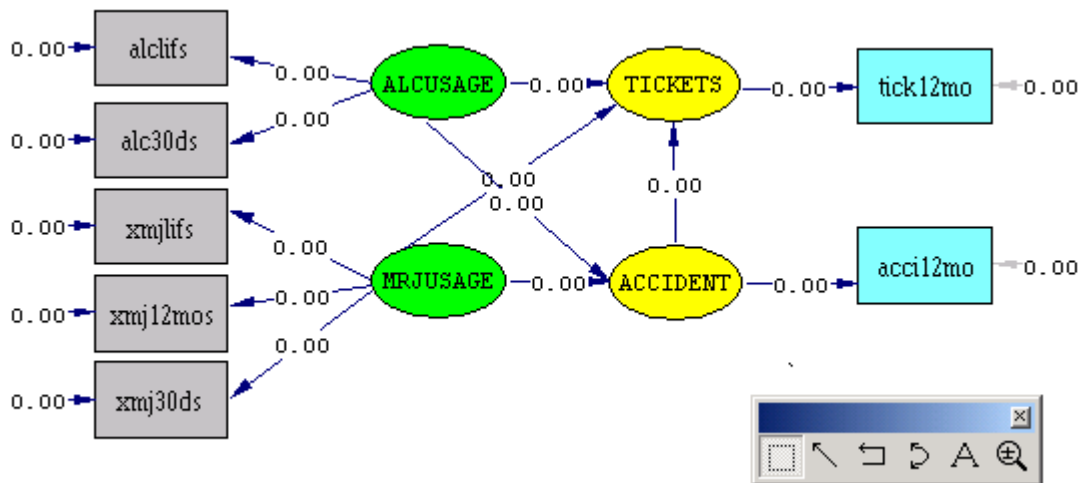 0.00 alclifs 0.00 ALCUSAGE 0.00 TICKETS 0.00 tick12mo 0.00
0.00 alc30ds 0.00
0.00 0.00
0.00
0.00 xmjlifs
0.00 MRJUSAGE 0.00 ACCIDENT 0.00 acci12mo 0.00
0.00 xmj12mos 0.00
0.00
0.00 xmj30ds
A